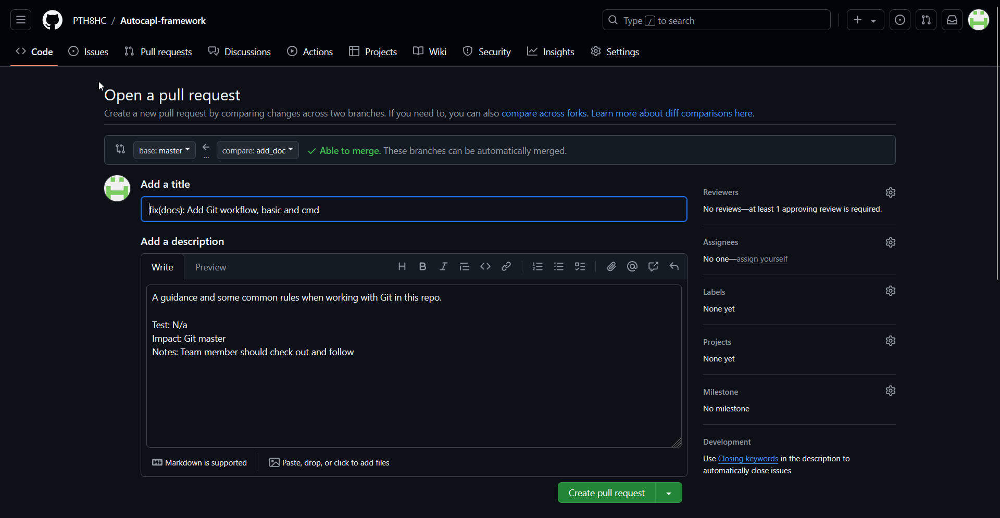 PTH8HC / Autocapl-framework
Type / to search
Code Issues Pull requests Discussions Actions Projects Wiki Security Insights Settings
Open a pull request
Create a new pull request by comparing changes across two branches. If you need to, you can also compare across forks. Learn more about diff comparisons here.
base: master compare: add_doc Able to merge. These branches can be automatically merged.
Add a title
fix(docs): Add Git workflow, basic and cmd
Add a description
Write Preview
A guidance and some common rules when working with Git in this repo.
Test: N/a
Impact: Git master
Notes: Team member should check out and follow
Markdown is supported
Paste, drop, or click to add files
Create pull request
Reviewers
No reviews—at least 1 approving review is required.
Assignees
No one—assign yourself
Labels
None yet
Projects
None yet
Milestone
No milestone
Development
Use Closing keywords in the description to
automatically close issues